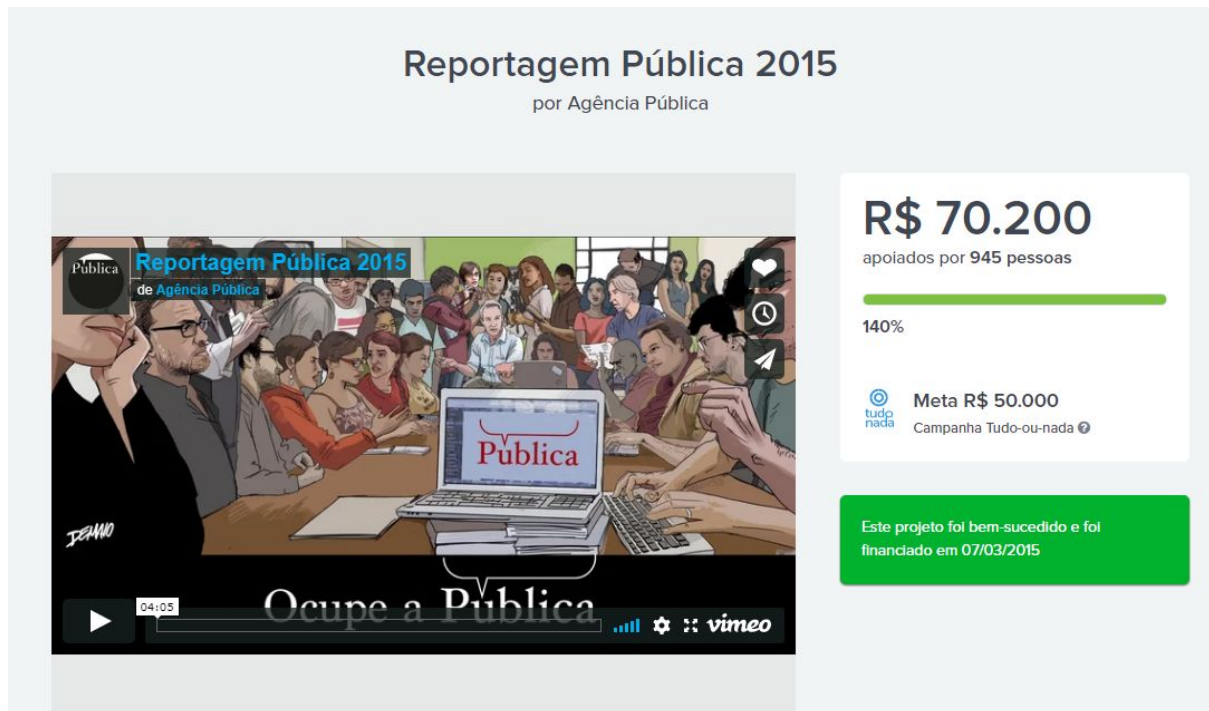 Reportagem Pública 2015
por Agência Pública
Pública
Reportagem Pública 2015
de Agência Pública
Pública
DEMAIO
Ocupe a Pública
04:05
vimeo
R$ 70.200
apoiados por 945 pessoas
140%
tudo
nada
Meta R$ 50.000
Campanha Tudo-ou-nada
Este projeto foi bem-sucedido e foi
financiado em 07/03/2015